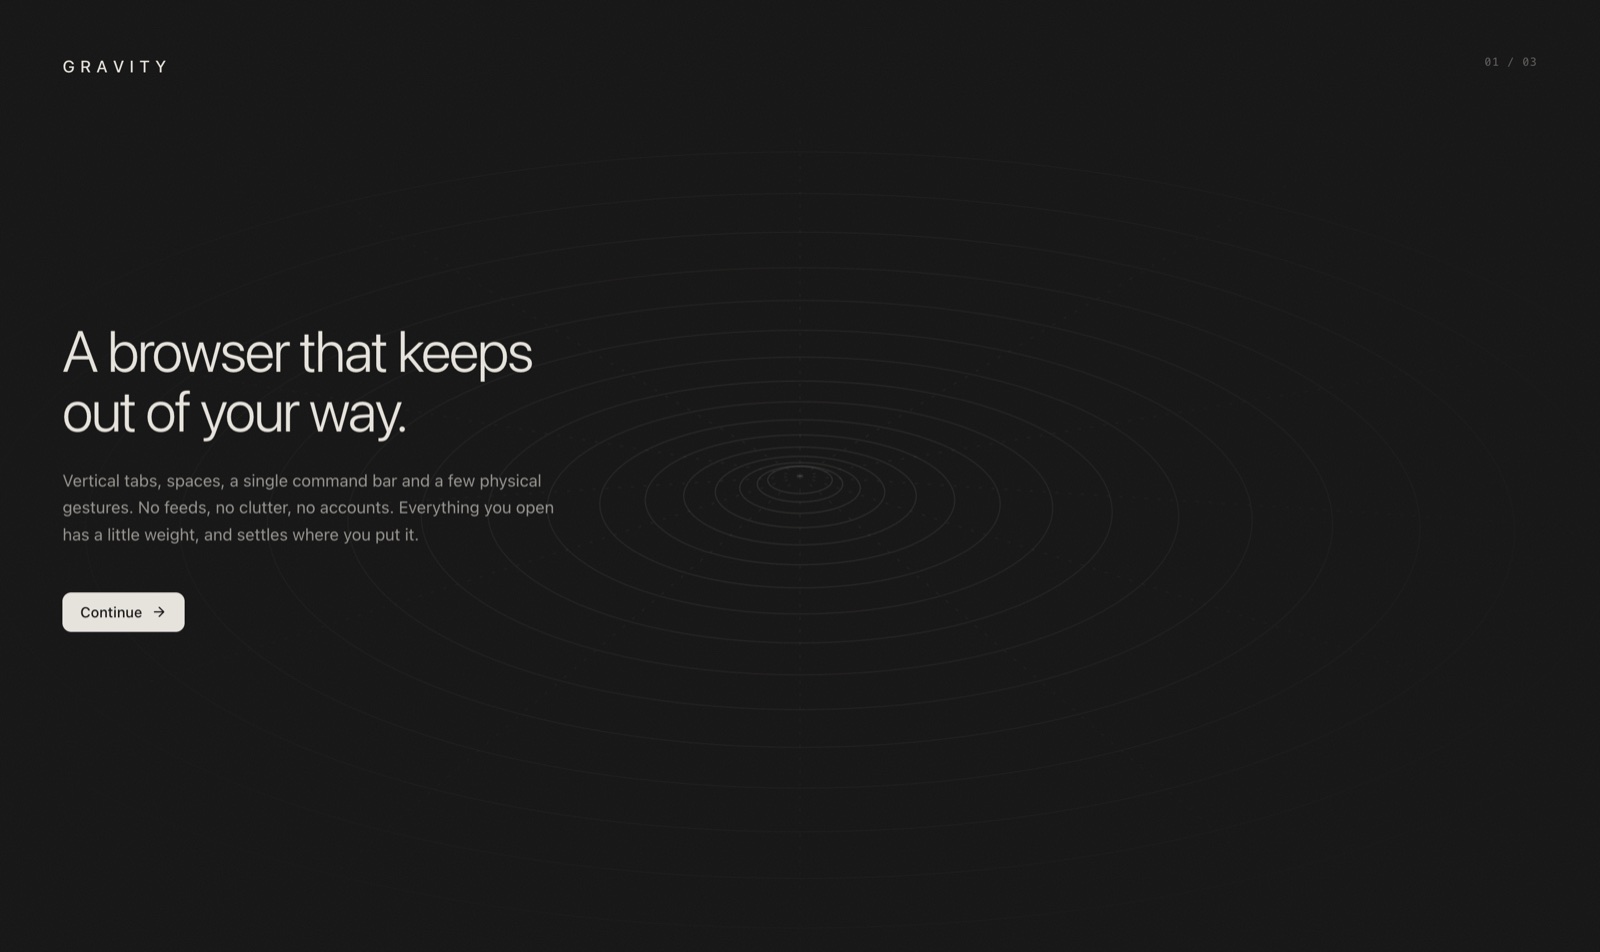 GRAVITY
01 / 03
A browser that keeps
out of your way.
Vertical tabs, spaces, a single command bar and a few physical
gestures. No feeds, no clutter, no accounts. Everything you open
has a little weight, and settles where you put it.
Continue →